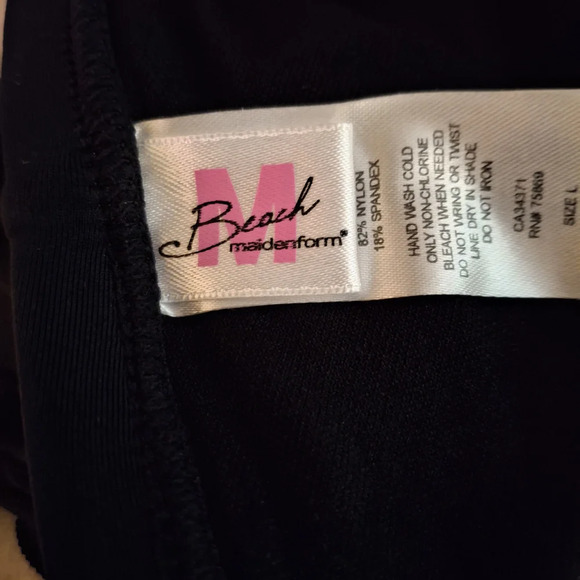 M
Beach
maidenform®
82% NYLON
18% SPANDEX
HAND WASH COLD
ONLY NON-CHLORINE
BLEACH WHEN NEEDED
DO NOT WRING OR TWIST
LINE DRY IN SHADE
DO NOT IRON
CA34371
RN# 75869
SIZE L